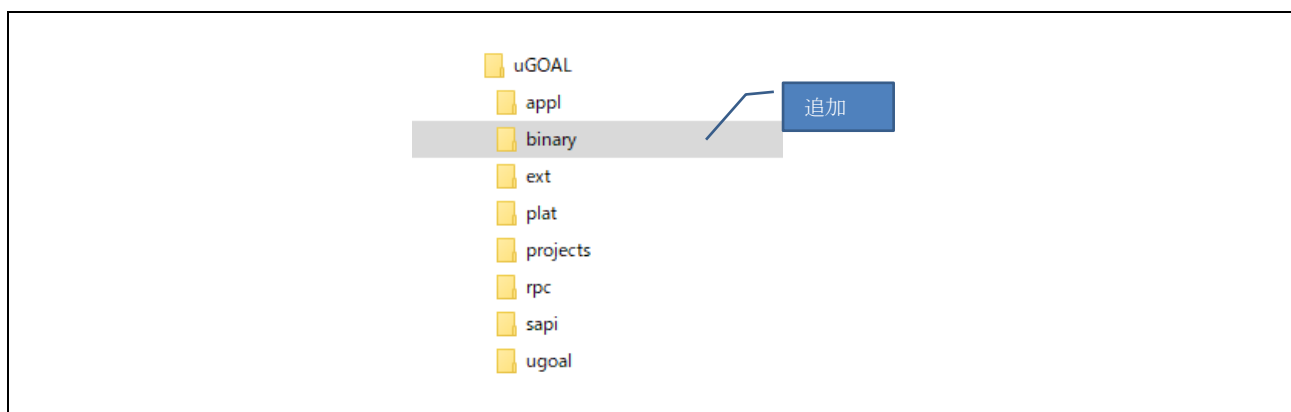 uGOAL
appl
追加
binary
ext
plat
projects
rpc
sapi
ugoal